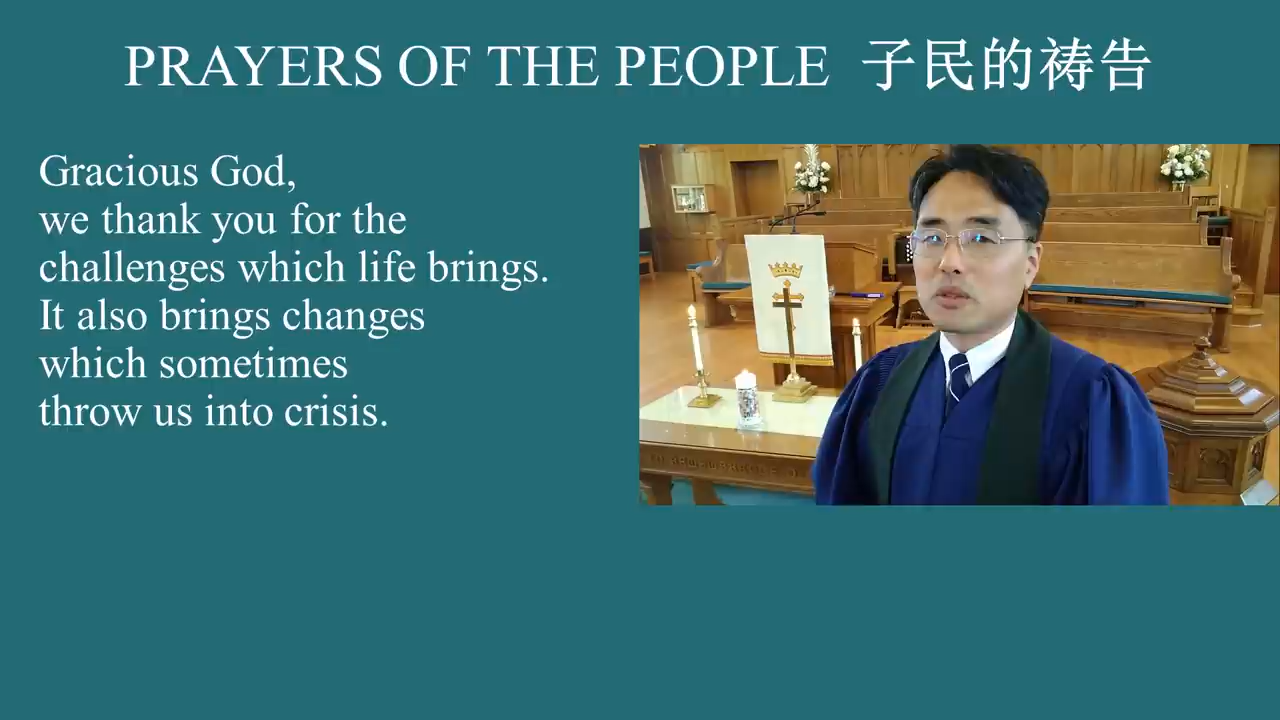 PRAYERS OF THE PEOPLE 子民的祷告
Gracious God,
we thank you for the
challenges which life brings.
It also brings changes
which sometimes
throw us into crisis.